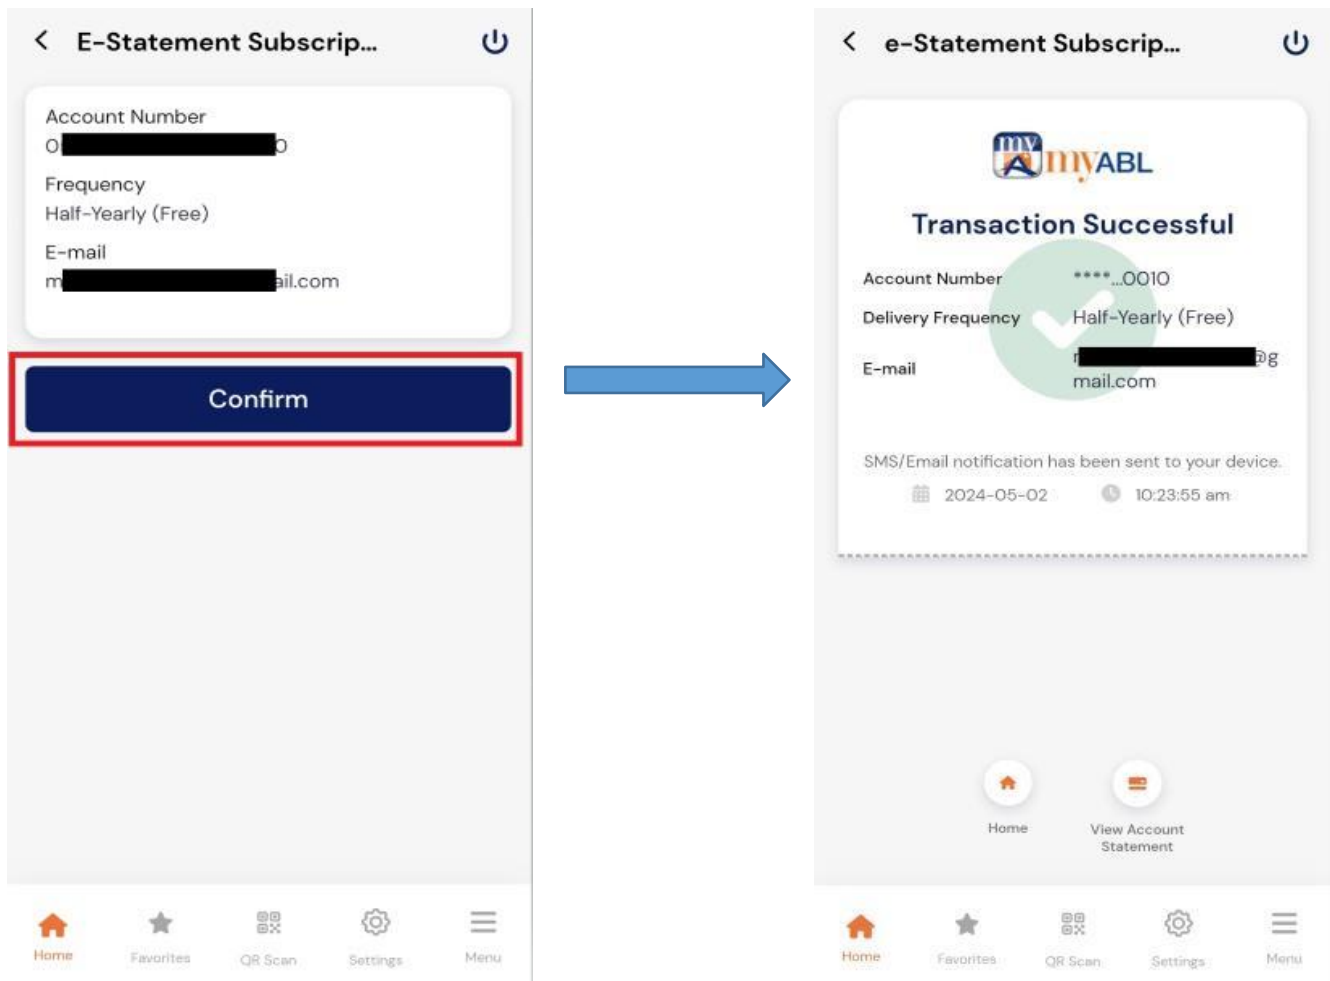 E-Statement Subscrip...
Account Number
0 0
Frequency
Half-Yearly (Free)
E-mail
m ail.com
Confirm
Home
Favorites
QR Scan
Settings
Menu
e-Statement Subscrip...
my A myABL
Transaction Successful
Account Number ****...0010
Delivery Frequency Half-Yearly (Free)
E-mail @g
mail.com
SMS/Email notification has been sent to your device.
2024-05-02 10:23:55 am
Home
View Account
Statement
Home
Favorites
QR Scan
Settings
Menu